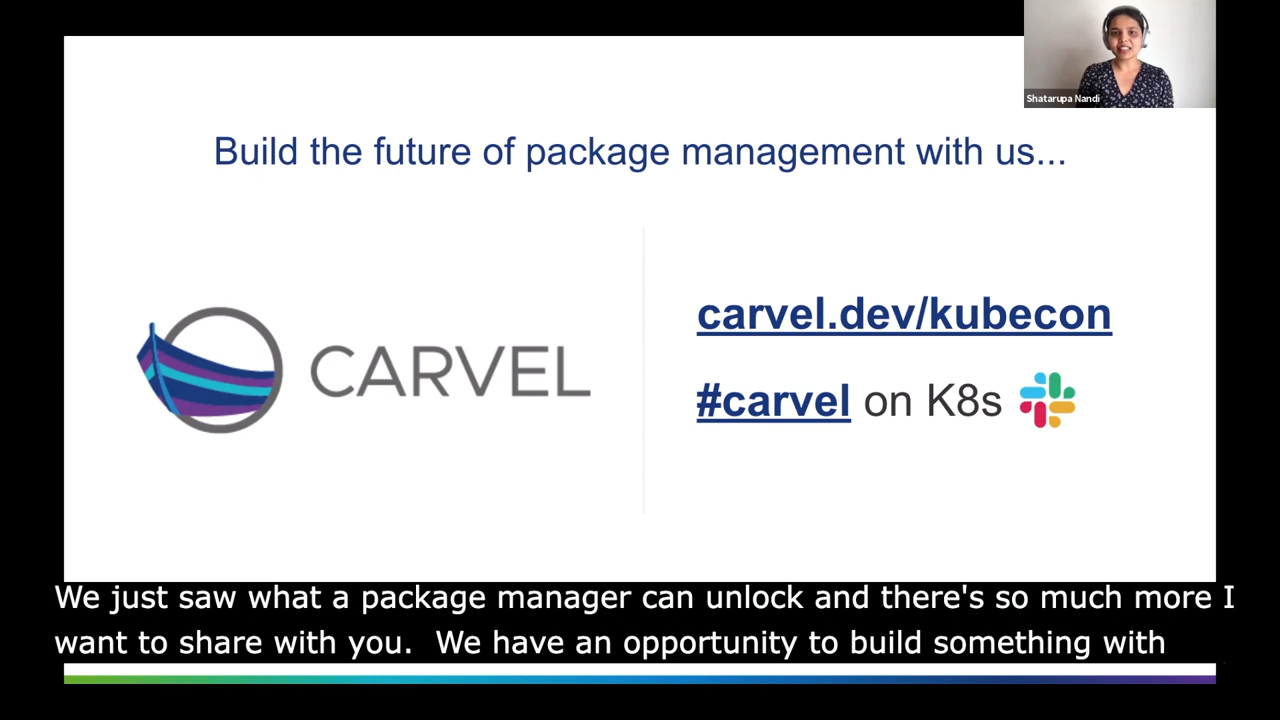 Shatarupa Nandi
Build the future of package management with us...
CARVEL
carvel.dev/kubecon
#carvel on K8s
We just saw what a package manager can unlock and there's so much more I
want to share with you. We have an opportunity to build something with